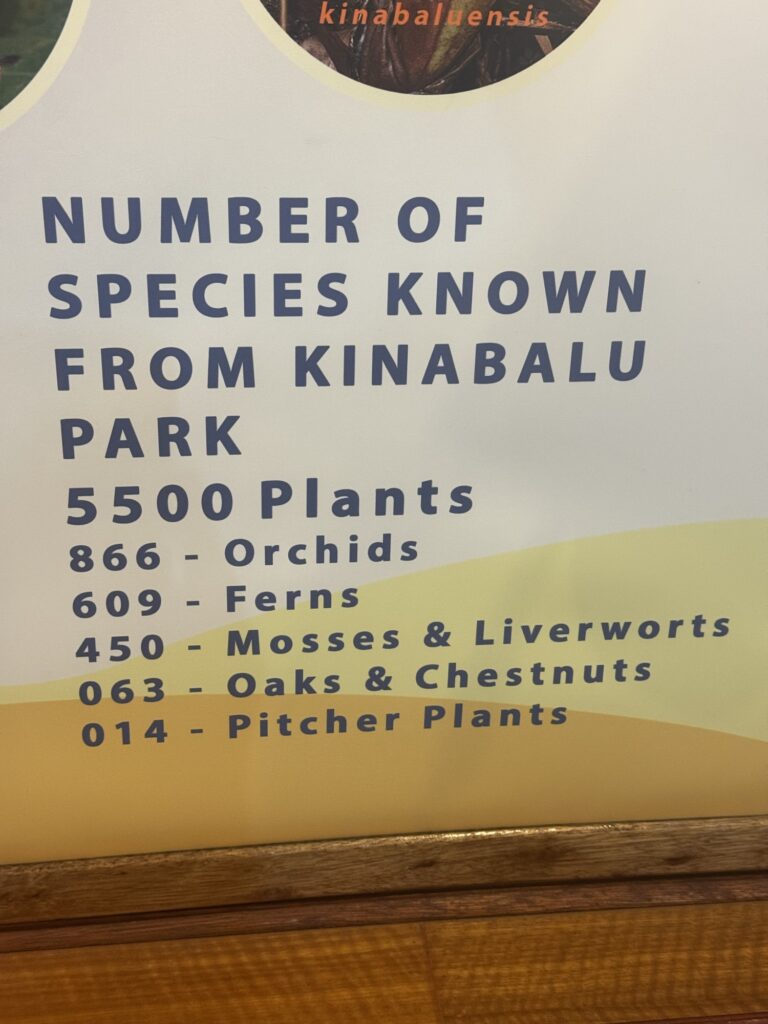 kinabaluensis
NUMBER OF
SPECIES KNOWN
FROM KINABALU
PARK
5500 Plants
866 - Orchids
609 - Ferns
450 - Mosses & Liverworts
063 - Oaks & Chestnuts
014 - Pitcher Plants